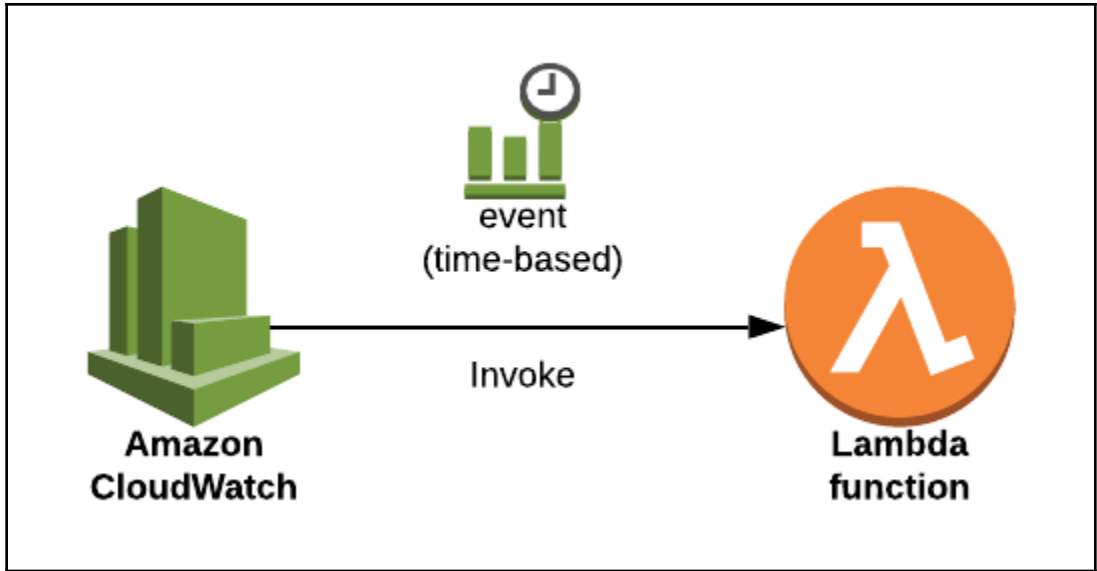 event
(time-based)
Invoke
Amazon
CloudWatch
Lambda
function